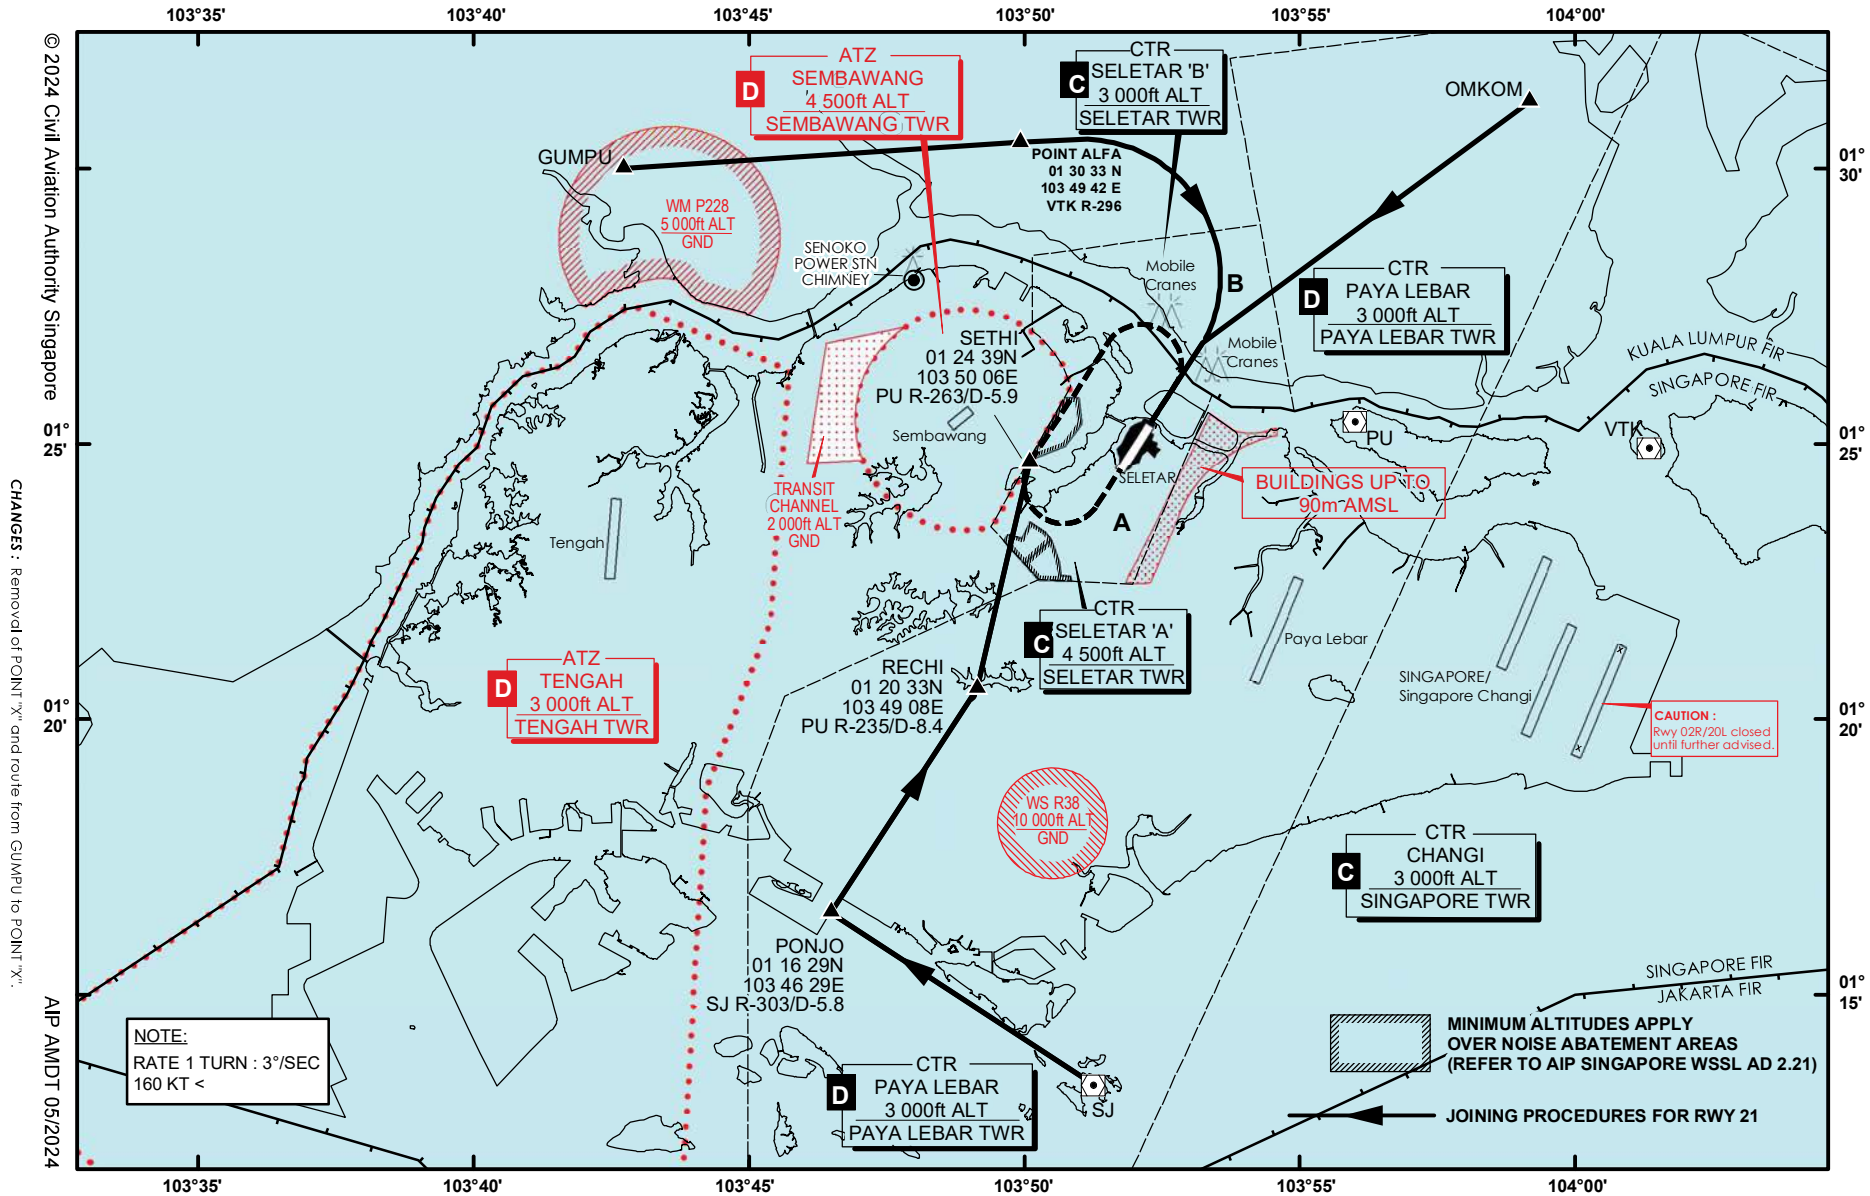 103°35'
103°40'
103°45'
103°50'
103°55'
104°00'
© 2024 Civil Aviation Authority Singapore
CHANGES : Removal of POINT "X" and route from GUMPU to POINT "X".
AIP AMDT 05/2024
D
ATZ
SEMBAWANG
4 500ft ALT
SEMBAWANG TWR
C
CTR
SELETAR 'B'
3 000ft ALT
SELETAR TWR
OMKOM
GUMPU
POINT ALFA
01 30 33 N
103 49 42 E
VTK R-296
01°
30'
WM P228
5 000ft ALT
GND
SENOKO
POWER STN
CHIMNEY
Mobile
Cranes
B
D
CTR
PAYA LEBAR
3 000ft ALT
PAYA LEBAR TWR
SETHI
01 24 39N
103 50 06E
PU R-263/D-5.9
Mobile
Cranes
KUALA LUMPUR FIR
SINGAPORE FIR
01°
25'
01°
25'
Sembawang
PU
VTK
SELETAR
TRANSIT
CHANNEL
2 000ft ALT
GND
BUILDINGS UP TO
90m AMSL
A
Tengah
C
CTR
SELETAR 'A'
4 500ft ALT
SELETAR TWR
Paya Lebar
D
ATZ
TENGAH
3 000ft ALT
TENGAH TWR
RECHI
01 20 33N
103 49 08E
PU R-235/D-8.4
SINGAPORE/
Singapore Changi
X
X
CAUTION :
Rwy 02R/20L closed
until further advised.
01°
20'
01°
20'
WS R38
10 000ft ALT
GND
C
CTR
CHANGI
3 000ft ALT
SINGAPORE TWR
PONJO
01 16 29N
103 46 29E
SJ R-303/D-5.8
SINGAPORE FIR
JAKARTA FIR
01°
15'
NOTE:
RATE 1 TURN : 3°/SEC
160 KT <
D
CTR
PAYA LEBAR
3 000ft ALT
PAYA LEBAR TWR
SJ
MINIMUM ALTITUDES APPLY
OVER NOISE ABATEMENT AREAS
(REFER TO AIP SINGAPORE WSSL AD 2.21)
JOINING PROCEDURES FOR RWY 21
103°35'
103°40'
103°45'
103°50'
103°55'
104°00'